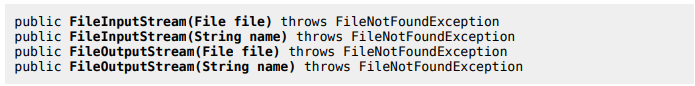 public FileInputStream(File file) throws FileNotFoundException
public FileInputStream(String name) throws FileNotFoundException
public FileOutputStream(File file) throws FileNotFoundException
public FileOutputStream(String name) throws FileNotFoundException